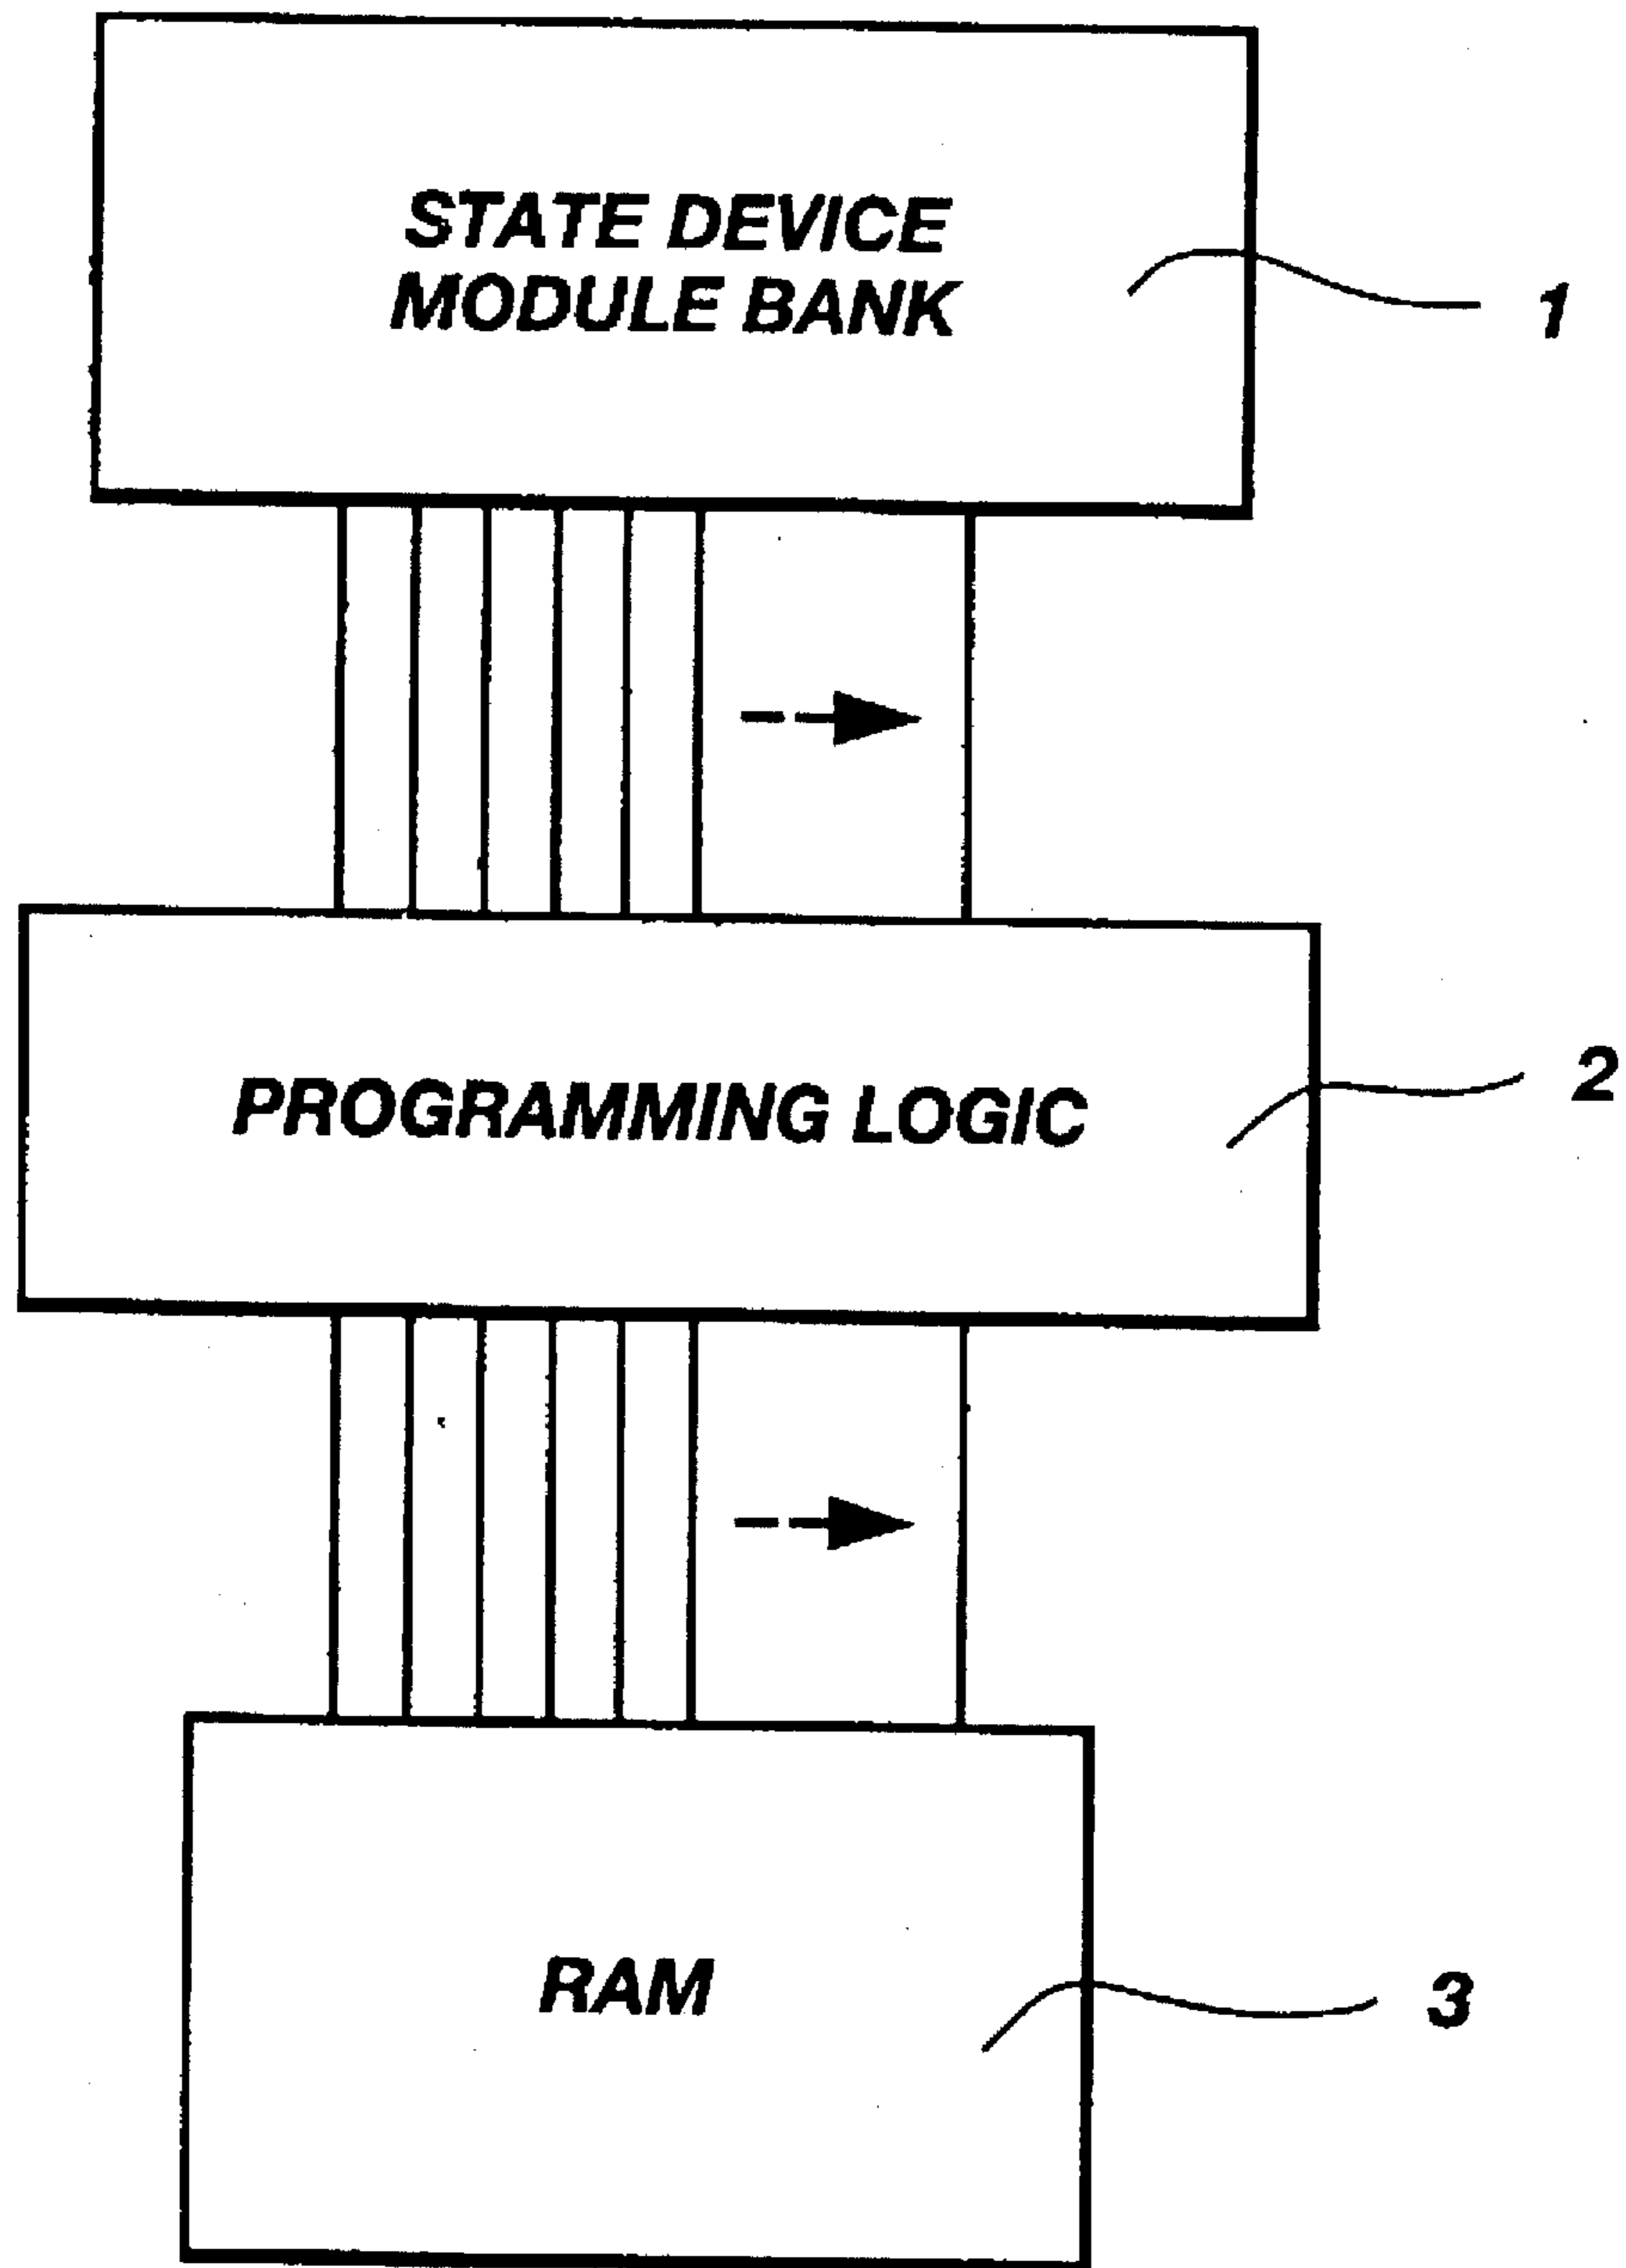 STATE DEVICE
MODULE BANK
1
PROGRAMMING LOGIC
2
RAM
3